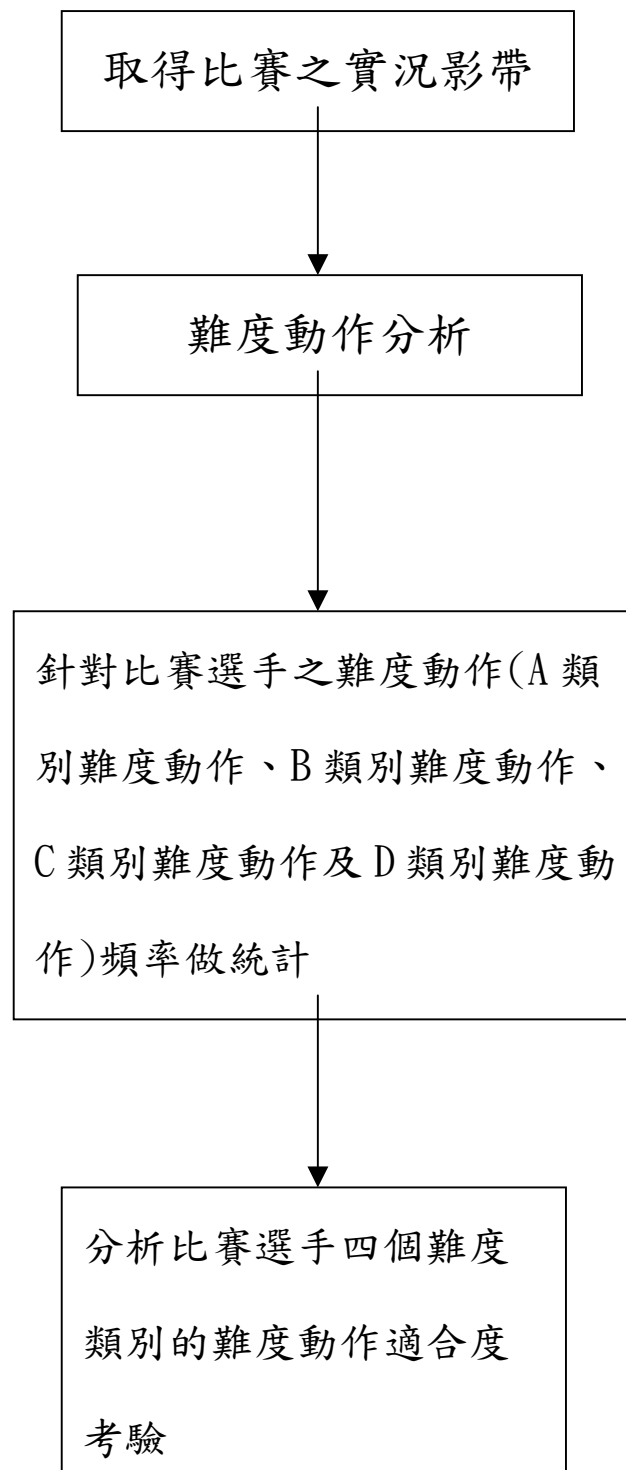 取得比賽之實況影帶
難度動作分析
針對比賽選手之難度動作(A 類
別難度動作、B 類別難度動作、
C 類別難度動作及 D 類別難度動
作)頻率做統計
分析比賽選手四個難度
類別的難度動作適合度
考驗